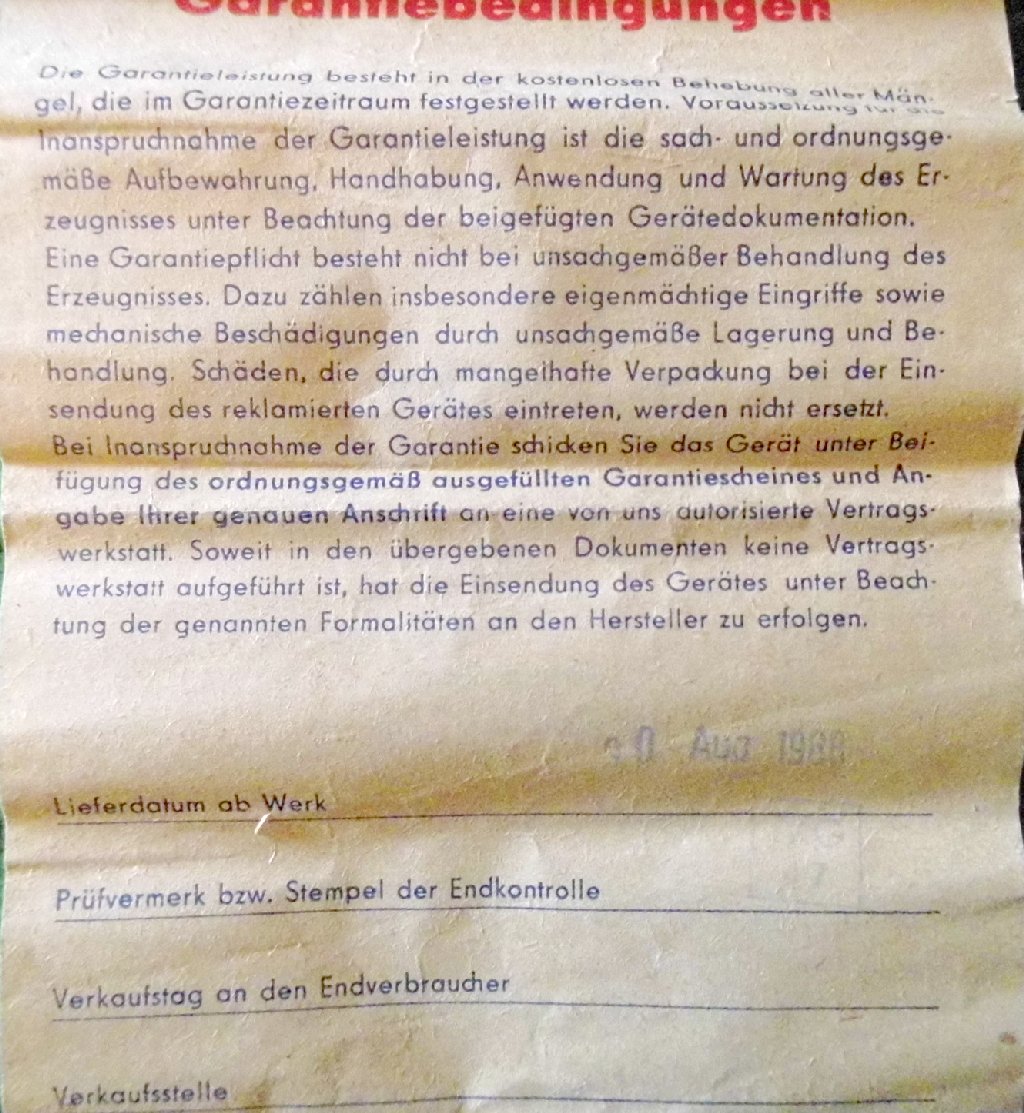 Garantiebedingungen
Die Garantieleistung besteht in der kostenlosen Behebung aller Män-
gel, die im Garantiezeitraum festgestellt werden. Voraussetzung für die
Inanspruchnahme der Garantieleistung ist die sach- und ordnungsge-
mäße Aufbewahrung, Handhabung, Anwendung und Wartung des Er-
zeugnisses unter Beachtung der beigefügten Gerätedokumentation.
Eine Garantiepflicht besteht nicht bei unsachgemäßer Behandlung des
Erzeugnisses. Dazu zählen insbesondere eigenmächtige Eingriffe sowie
mechanische Beschädigungen durch unsachgemäße Lagerung und Be-
handlung. Schäden, die durch mangelhafte Verpackung bei der Ein-
sendung des reklamierten Gerätes eintreten, werden nicht ersetzt.
Bei Inanspruchnahme der Garantie schicken Sie das Gerät unter Bei-
fügung des ordnungsgemäß ausgefüllten Garantiescheines und An-
gabe Ihrer genauen Anschrift an eine von uns autorisierte Vertrags-
werkstatt. Soweit in den übergebenen Dokumenten keine Vertrags-
werkstatt aufgeführt ist, hat die Einsendung des Gerätes unter Beach-
tung der genannten Formalitäten an den Hersteller zu erfolgen.
Aug
Lieferdatum ab Werk
Prüfvermerk bzw. Stempel der Endkontrolle
Verkaufstag an den Endverbraucher
Verkaufsstelle